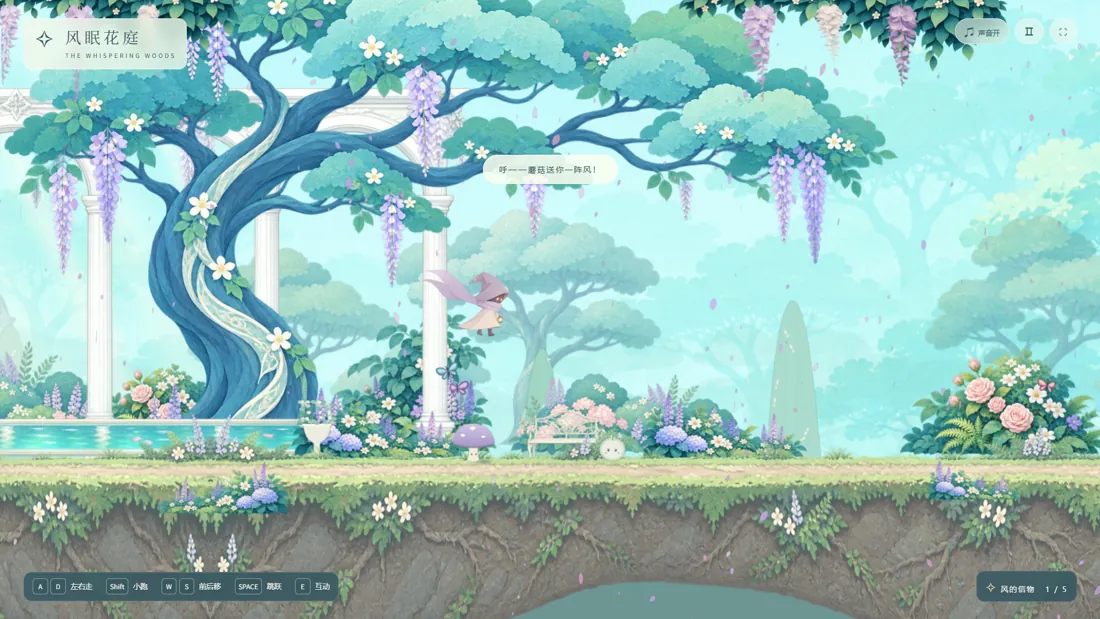 风眠花庭
THE WHISPERING WOODS
声音开
呼——蘑菇送你一阵风！
A D 左右走 Shift 小跑 W S 前后移 SPACE 跳跃 E 互动
风的信物 1 / 5